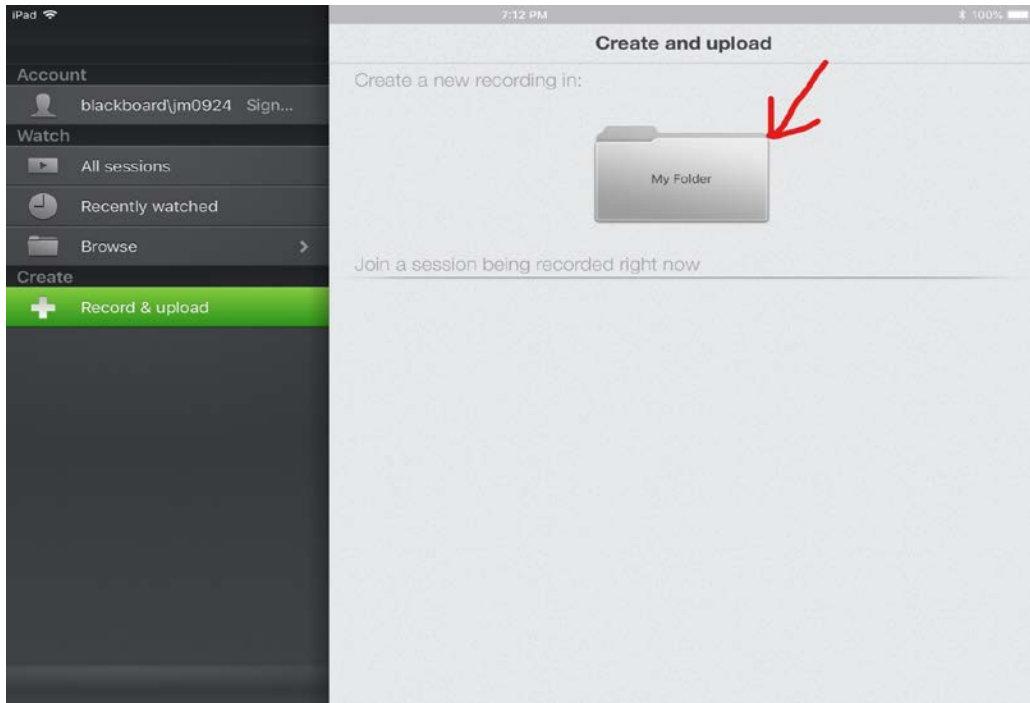 iPad 7:12 PM 100%
Create and upload
Account
blackboard\jm0924 Sign...
Watch
All sessions
Recently watched
Browse
Create
Record & upload
Create a new recording in:
My Folder
Join a session being recorded right now